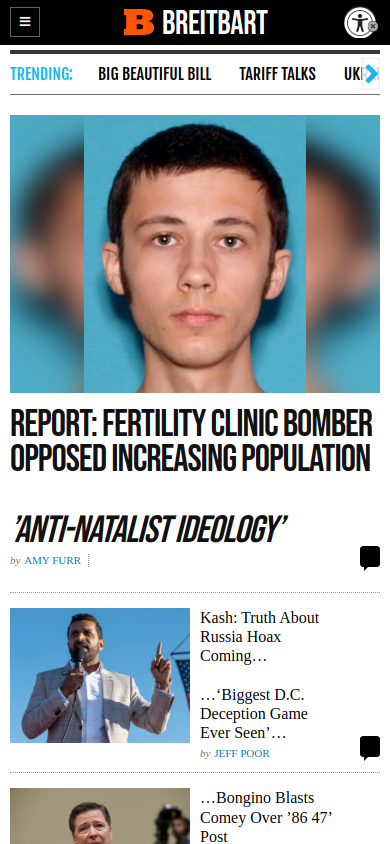 BREITBART
TRENDING:
BIG BEAUTIFUL BILL
TARIFF TALKS
REPORT: FERTILITY CLINIC BOMBER
OPPOSED INCREASING POPULATION
’ANTI-NATALIST IDEOLOGY’
by AMY FURR
Kash: Truth About
Russia Hoax
Coming…
…‘Biggest D.C.
Deception Game
Ever Seen’…
by JEFF POOR
…Bongino Blasts
Comey Over ’86 47’
Post